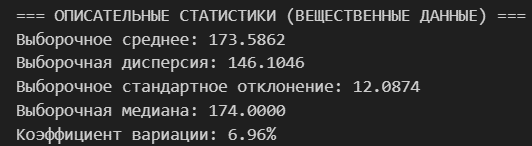 === ОПИСАТЕЛЬНЫЕ СТАТИСТИКИ (ВЕЩЕСТВЕННЫЕ ДАННЫЕ) ===
Выборочное среднее: 173.5862
Выборочная дисперсия: 146.1046
Выборочное стандартное отклонение: 12.0874
Выборочная медиана: 174.0000
Коэффициент вариации: 6.96%